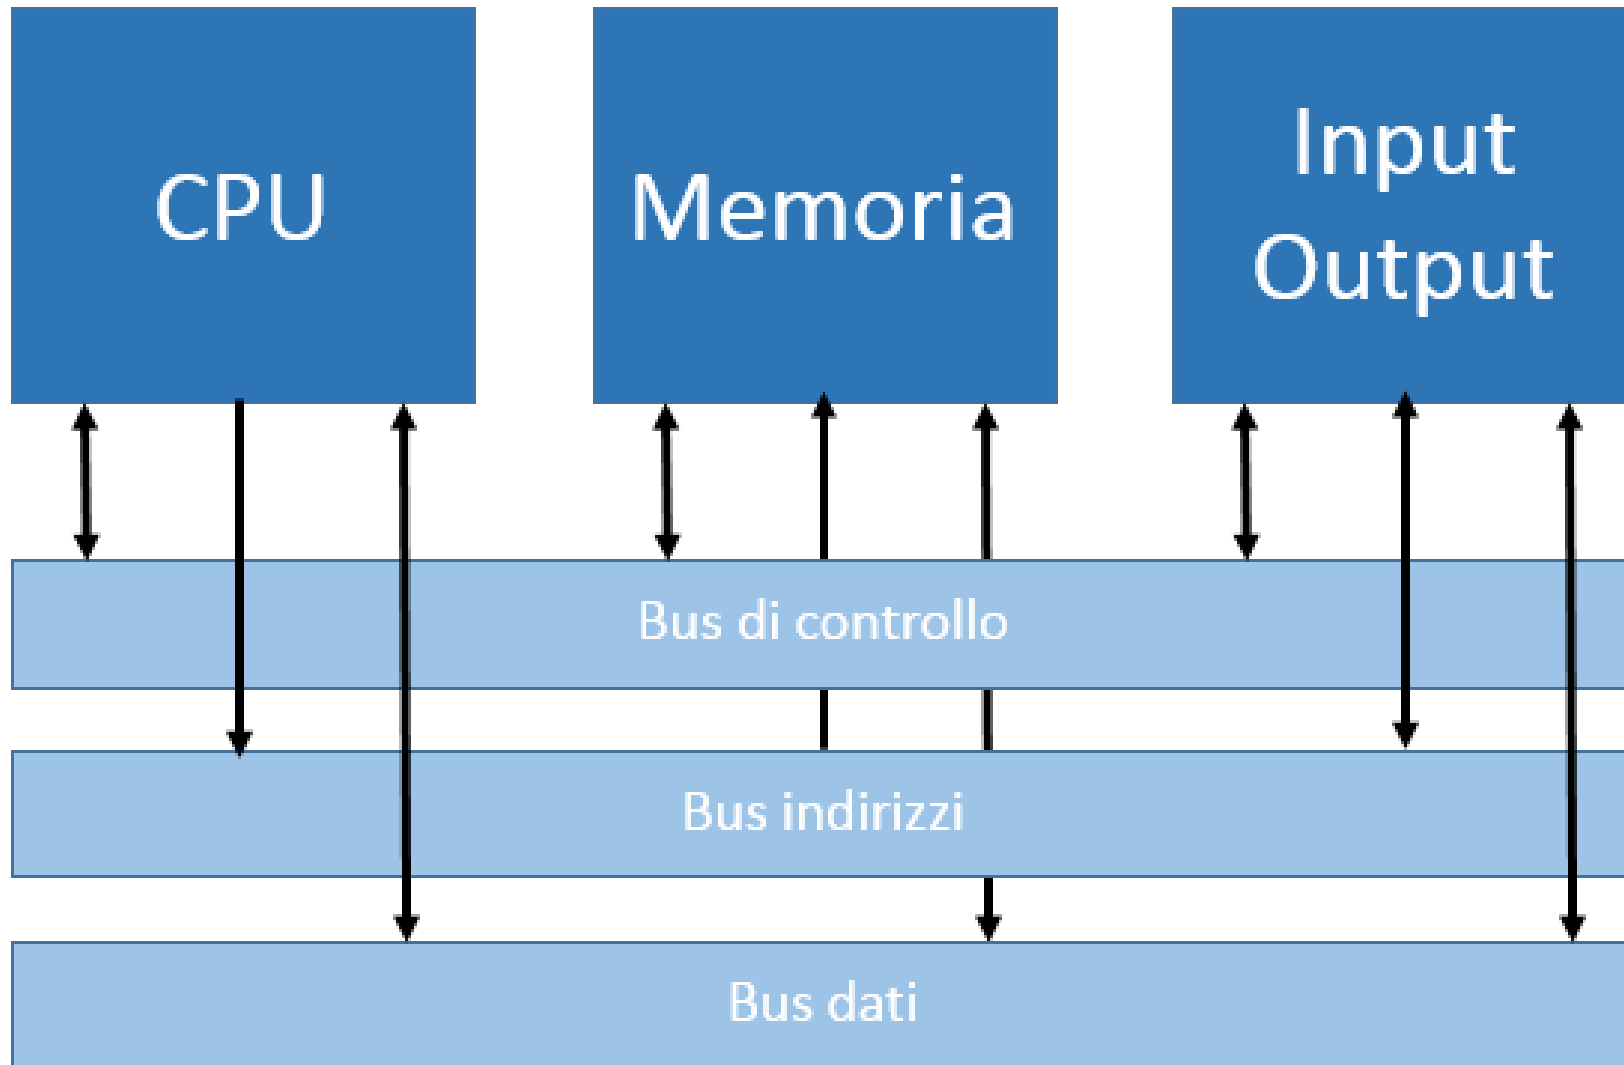 CPU
Memoria
Input
Output
Bus di controllo
Bus indirizzi
Bus dati